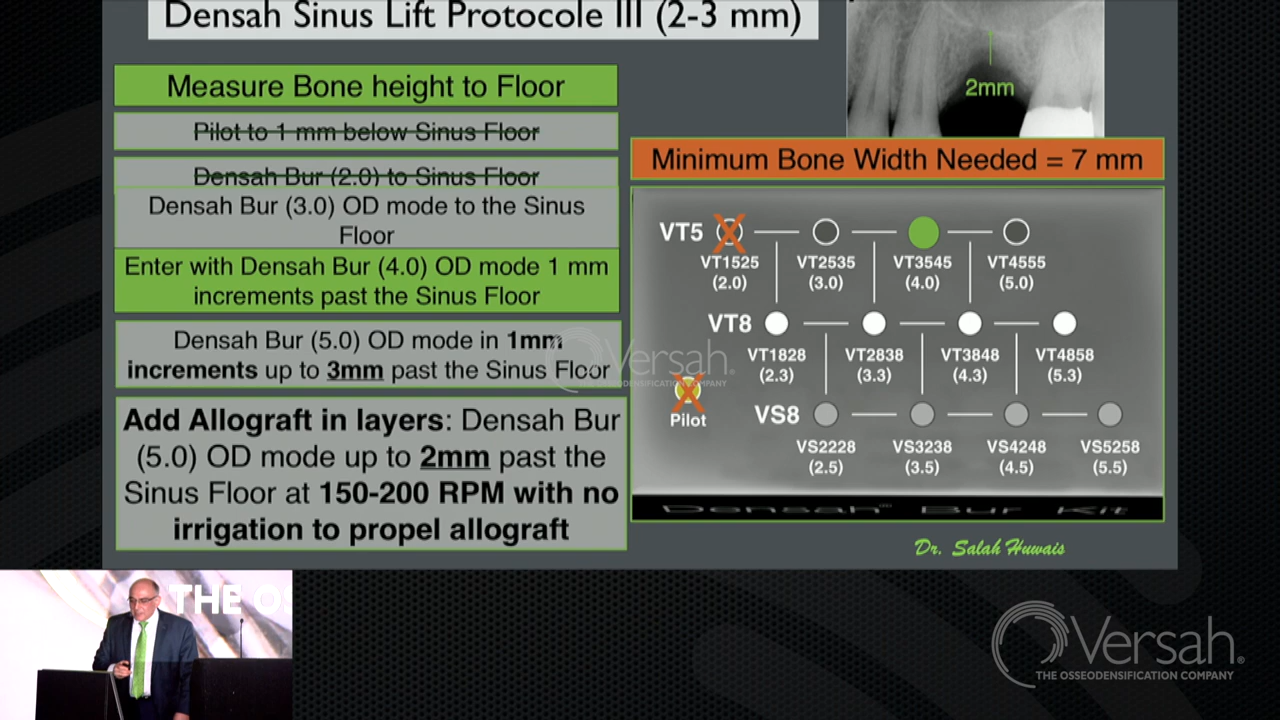 Densah Sinus Lift Protocole III (2-3 mm)
Measure Bone height to Floor
Pilot to 1 mm below Sinus Floor
Densah Bur (2.0) to Sinus Floor
Densah Bur (3.0) OD mode to the Sinus
Floor
Enter with Densah Bur (4.0) OD mode 1 mm
increments past the Sinus Floor
Densah Bur (5.0) OD mode in 1mm
increments up to 3mm past the Sinus Floor
Add Allograft in layers: Densah Bur
(5.0) OD mode up to 2mm past the
Sinus Floor at 150-200 RPM with no
irrigation to propel allograft
2mm
Minimum Bone Width Needed = 7 mm
VT5
VT1525 VT2535 VT3545 VT4555
(2.0) (3.0) (4.0) (5.0)
VT8
VT1828 VT2838 VT3848 VT4858
(2.3) (3.3) (4.3) (5.3)
Pilot
VS8
VS2228 VS3238 VS4248 VS5258
(2.5) (3.5) (4.5) (5.5)
Densah™ Bur Kit
Dr. Salah Huwais
Versah®
THE OSSEODENSIFICATION COMPANY
THE OS
Versah®
THE OSSEODENSIFICATION COMPANY